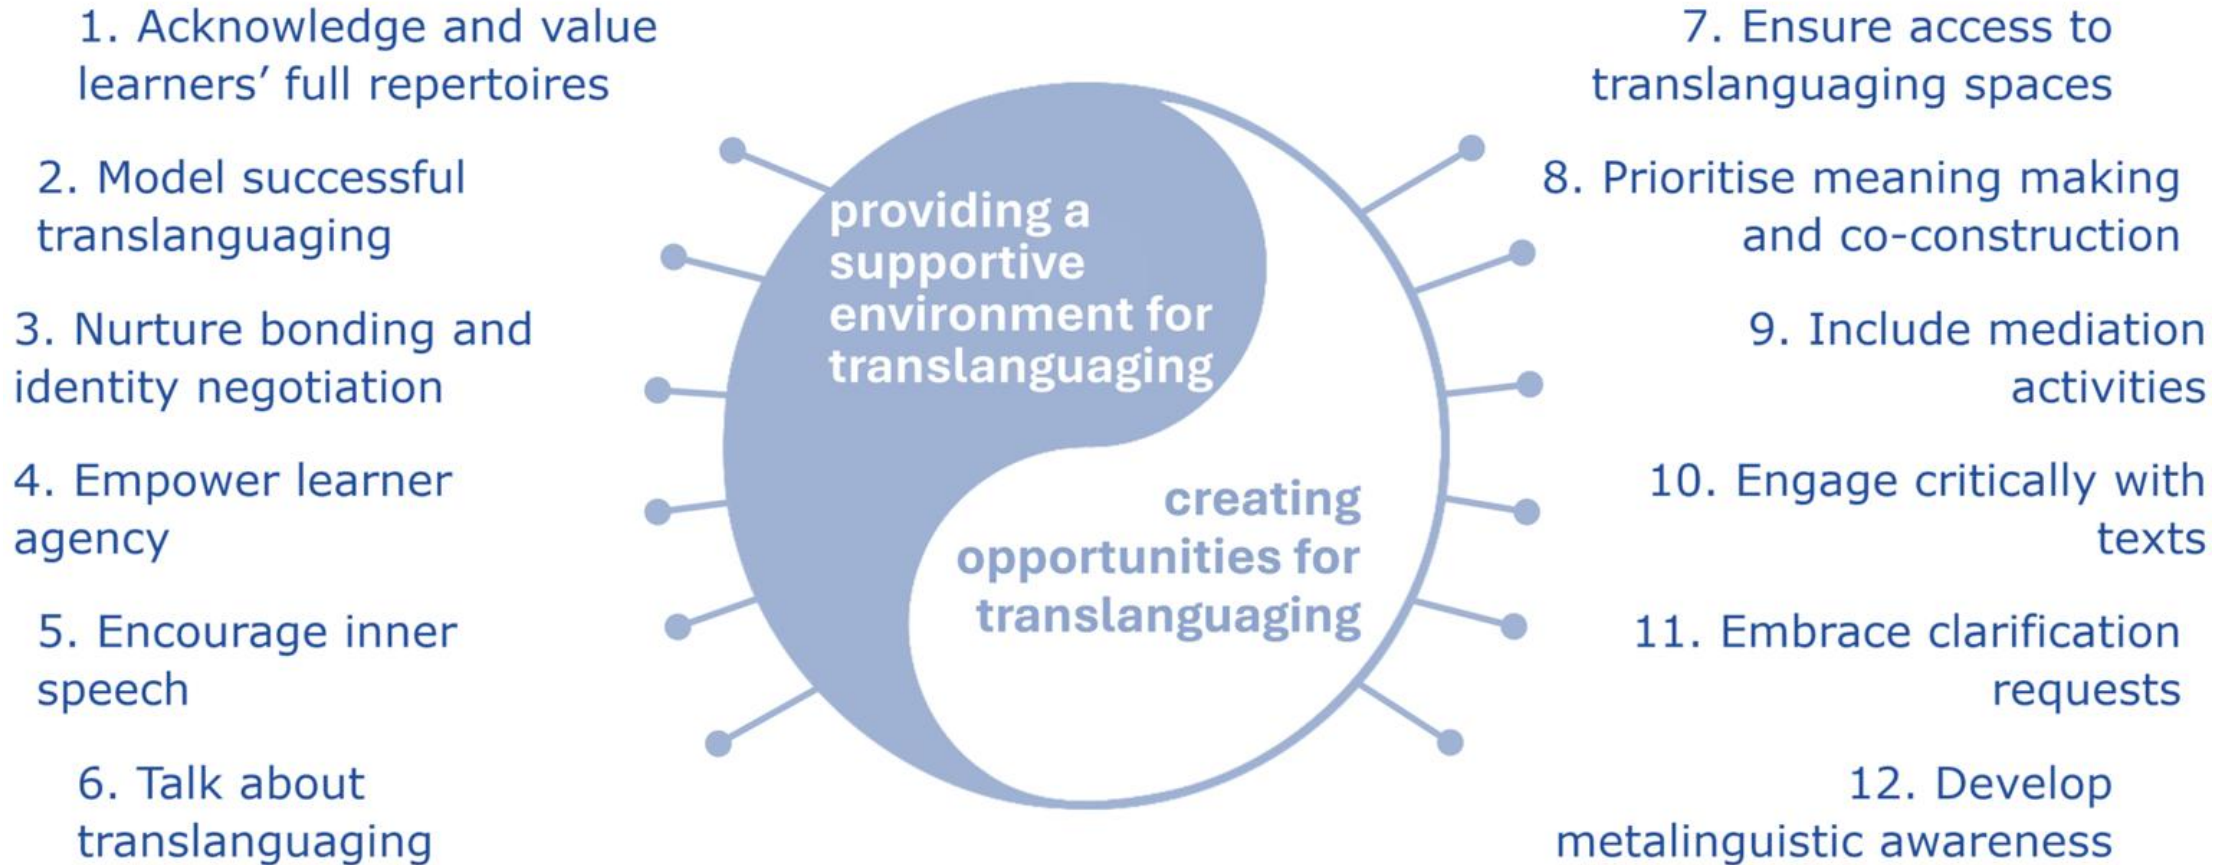 1. Acknowledge and value
learners’ full repertoires
2. Model successful
translanguaging
3. Nurture bonding and
identity negotiation
4. Empower learner
agency
5. Encourage inner
speech
6. Talk about
translanguaging
providing a
supportive
environment for
translanguaging
creating
opportunities for
translanguaging
7. Ensure access to
translanguaging spaces
8. Prioritise meaning making
and co-construction
9. Include mediation
activities
10. Engage critically with
texts
11. Embrace clarification
requests
12. Develop
metalinguistic awareness